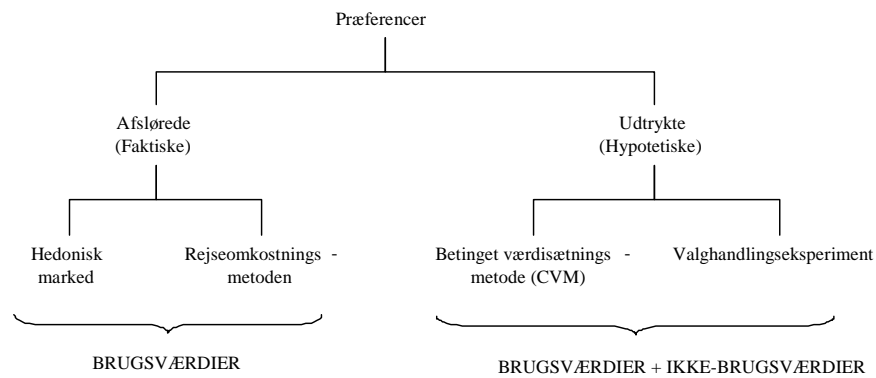 Præferencer
Afslørede
(Faktiske)
Udtrykte
(Hypotetiske)
Hedonisk
marked
Rejseomkostnings -
metoden
Betinget værdisætnings -
metode (CVM)
Valghandlingseksperiment
BRUGSVÆRDIER
BRUGSVÆRDIER + IKKE-BRUGSVÆRDIER